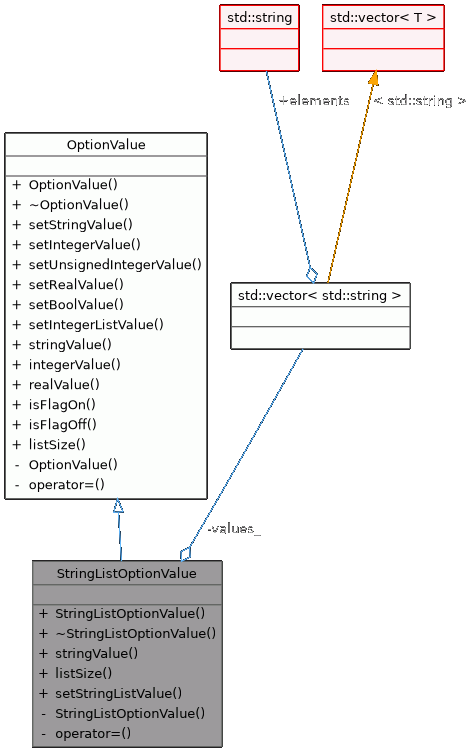 std::string
std::vector< T >
+elements
< std::string >
OptionValue
+ OptionValue()
+ ~OptionValue()
+ setStringValue()
+ setIntegerValue()
+ setUnsignedIntegerValue()
+ setRealValue()
+ setBoolValue()
+ setIntegerListValue()
+ stringValue()
+ integerValue()
+ realValue()
+ isFlagOn()
+ isFlagOff()
+ listSize()
- OptionValue()
- operator=()
std::vector< std::string >
-values_
StringListOptionValue
+ StringListOptionValue()
+ ~StringListOptionValue()
+ stringValue()
+ listSize()
+ setStringListValue()
- StringListOptionValue()
- operator=()